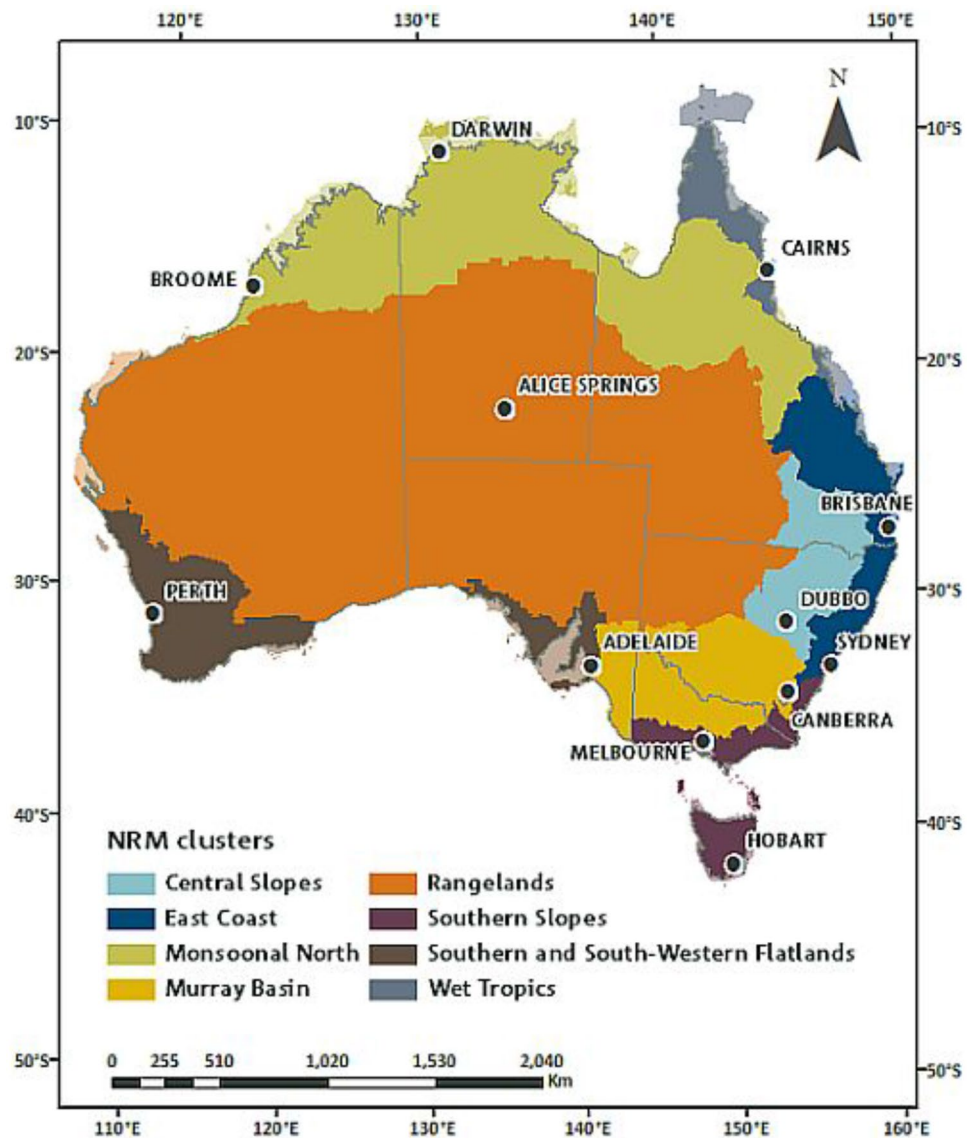 120°E 130°E 140°E 150°E
N
10°S 10°S
DARWIN
CAIRNS
BROOME
20°S 20°S
ALICE SPRINGS
BRISBANE
30°S 30°S
PERTH
DUBBO
ADELAIDE
SYDNEY
CANBERRA
MELBOURNE
40°S 40°S
HOBART
NRM clusters
Central Slopes Rangelands
East Coast Southern Slopes
Monsoonal North Southern and South-Western Flatlands
Murray Basin Wet Tropics
50°S 50°S
0 255 510 1,020 1,530 2,040
Km
110°E 120°E 130°E 140°E 150°E 160°E